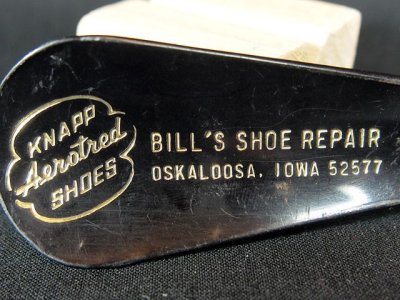 KNAPP
Aerotred
SHOES
BILL'S SHOE REPAIR
OSKALOOSA, IOWA 52577